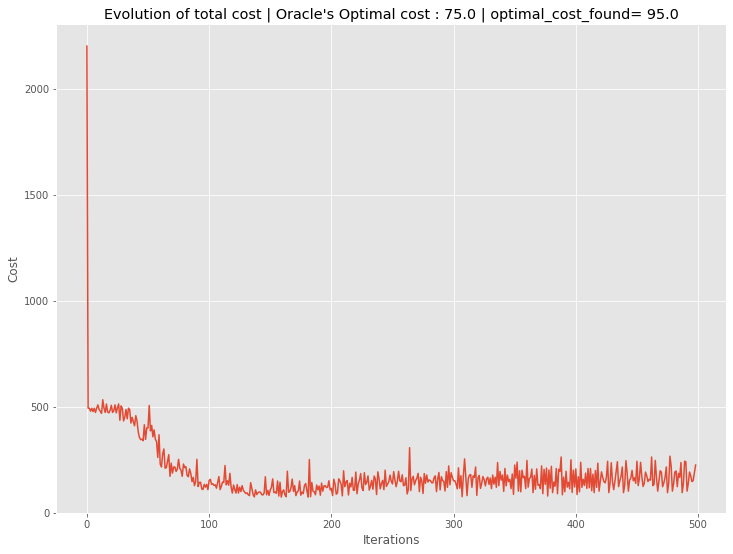 Evolution of total cost | Oracle's Optimal cost : 75.0 | optimal_cost_found= 95.0
2000
1500
1000
500
0
Cost
0 100 200 300 400 500
Iterations